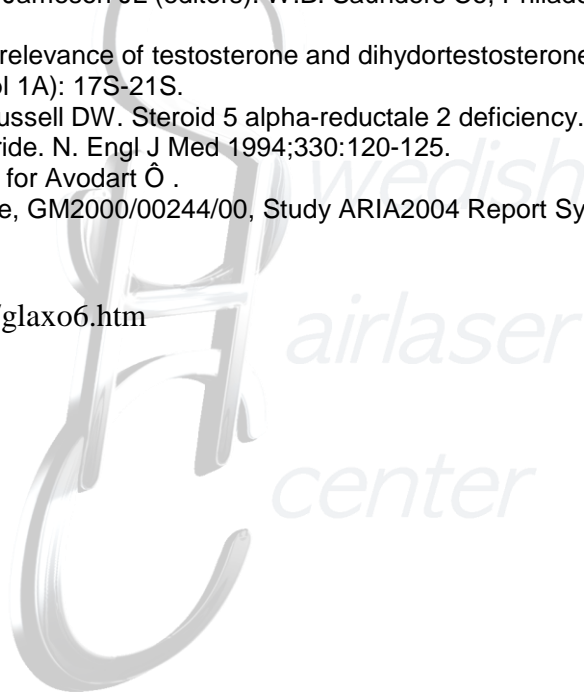 Jameson JL (editors). W.B. Saunders Co, Philad
relevance of testosterone and dihydortestosterone
ol 1A): 17S-21S.
ussell DW. Steroid 5 alpha-reductale 2 deficiency.
ride. N. Engl J Med 1994;330:120-125.
for Avodart Ô .
e, GM2000/00244/00, Study ARIA2004 Report Sy
wedish
/glaxo6.htm
airlaser
center